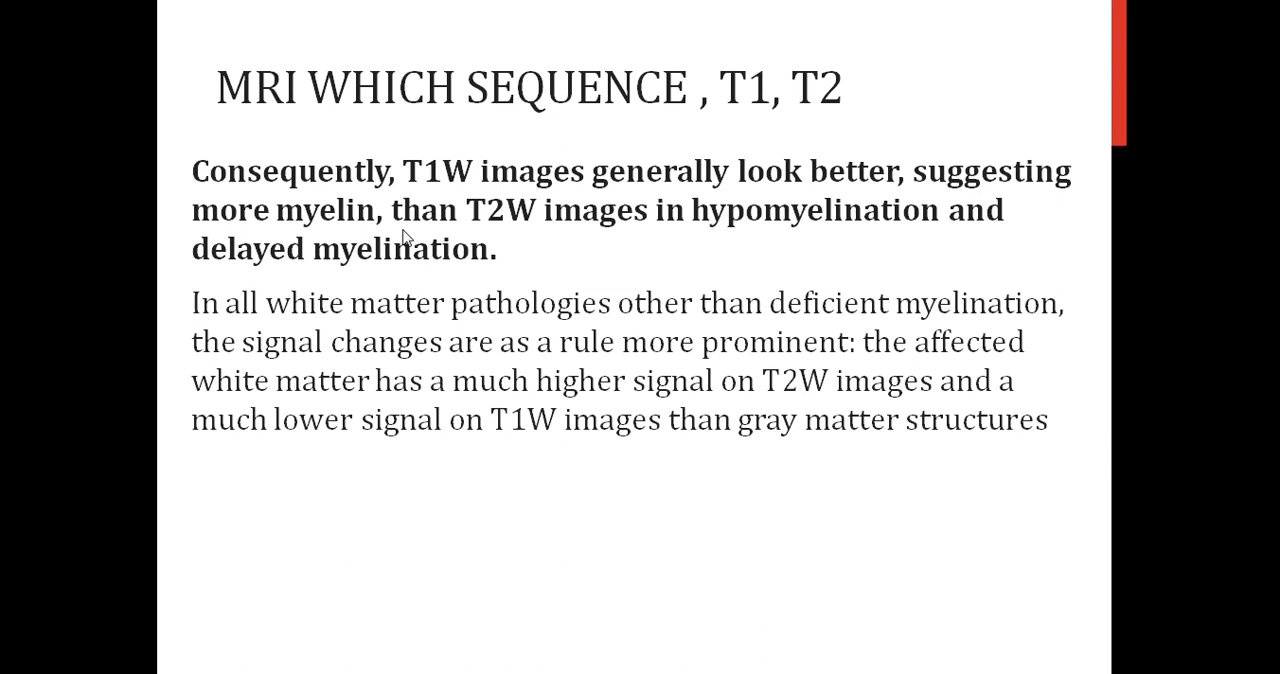 MRI WHICH SEQUENCE , T1, T2
Consequently, T1W images generally look better, suggesting
more myelin, than T2W images in hypomyelination and
delayed myelination.
In all white matter pathologies other than deficient myelination,
the signal changes are as a rule more prominent: the affected
white matter has a much higher signal on T2W images and a
much lower signal on T1W images than gray matter structures